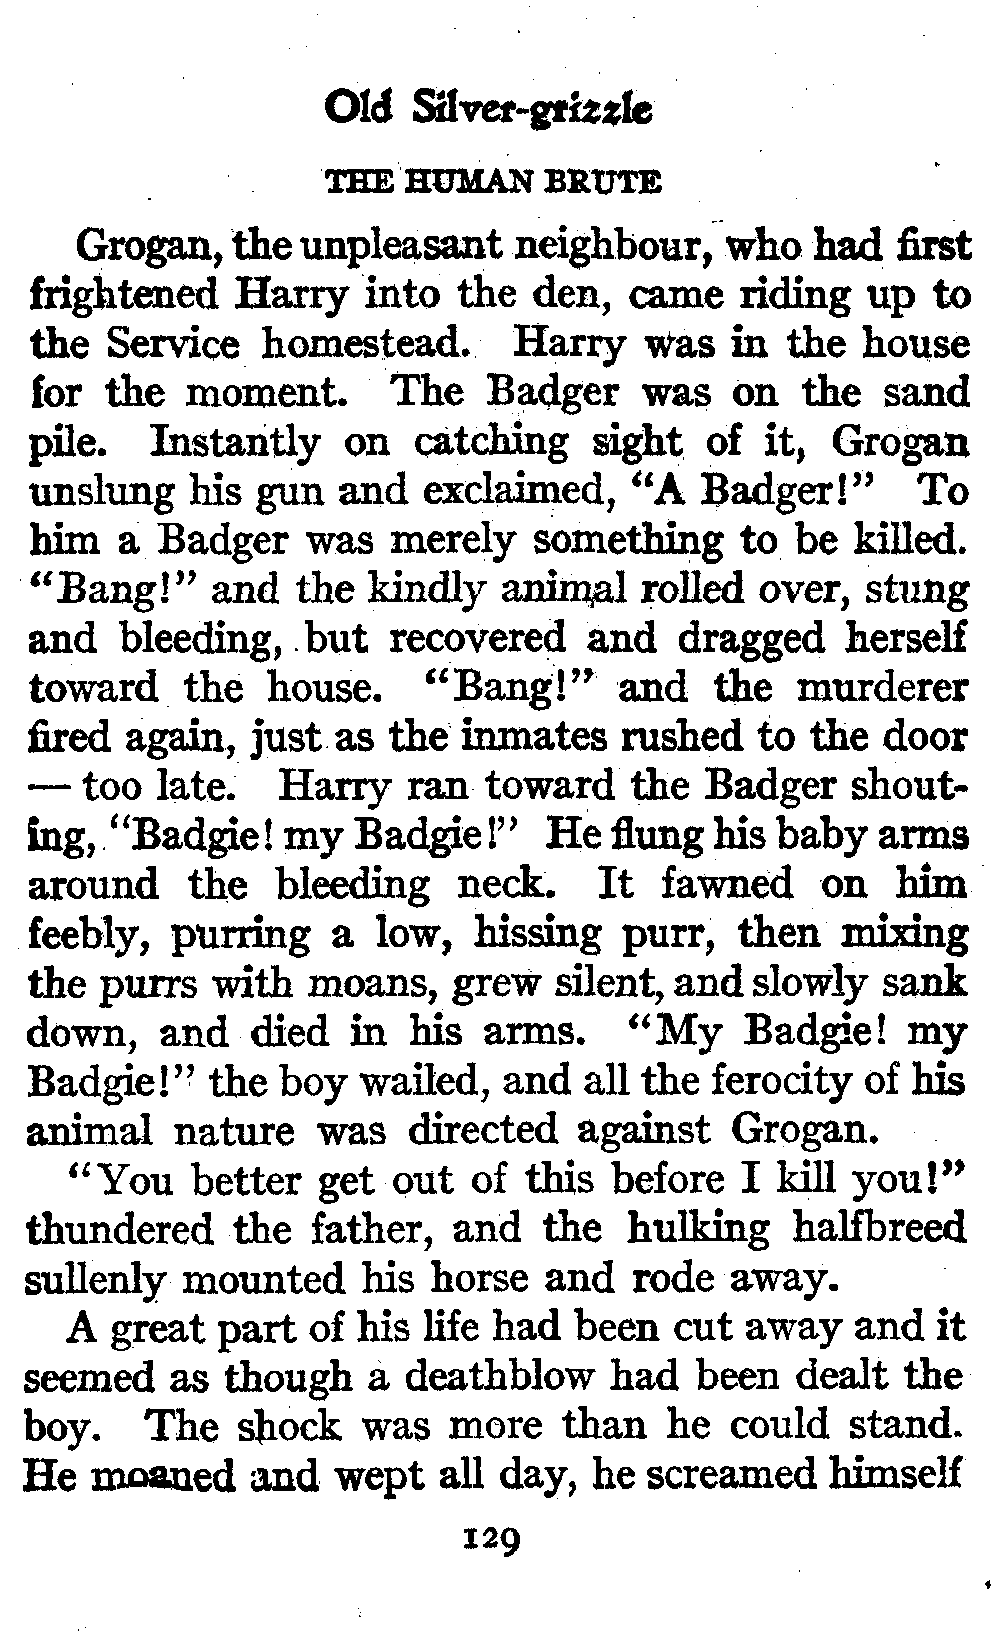 Old Silver-grizzle
THE HUMAN BRUTE
Grogan, the unpleasant neighbour, who had first
frightened Harry into the den, came riding up to
the Service homestead. Harry was in the house
for the moment. The Badger was on the sand
pile. Instantly on catching sight of it, Grogan
unslung his gun and exclaimed, “A Badger!” To
him a Badger was merely something to be killed.
“Bang!” and the kindly animal rolled over, stung
and bleeding, but recovered and dragged herself
toward the house. “Bang!” and the murderer
fired again, just as the inmates rushed to the door
— too late. Harry ran toward the Badger shout-
ing, “Badgie! my Badgie!” He flung his baby arms
around the bleeding neck. It fawned on him
feebly, purring a low, hissing purr, then mixing
the purrs with moans, grew silent, and slowly sank
down, and died in his arms. “My Badgie! my
Badgie!” the boy wailed, and all the ferocity of his
animal nature was directed against Grogan.
“You better get out of this before I kill you!”
thundered the father, and the hulking halfbreed
sullenly mounted his horse and rode away.
A great part of his life had been cut away and it
seemed as though a deathblow had been dealt the
boy. The shock was more than he could stand.
He moaned and wept all day, he screamed himself
129